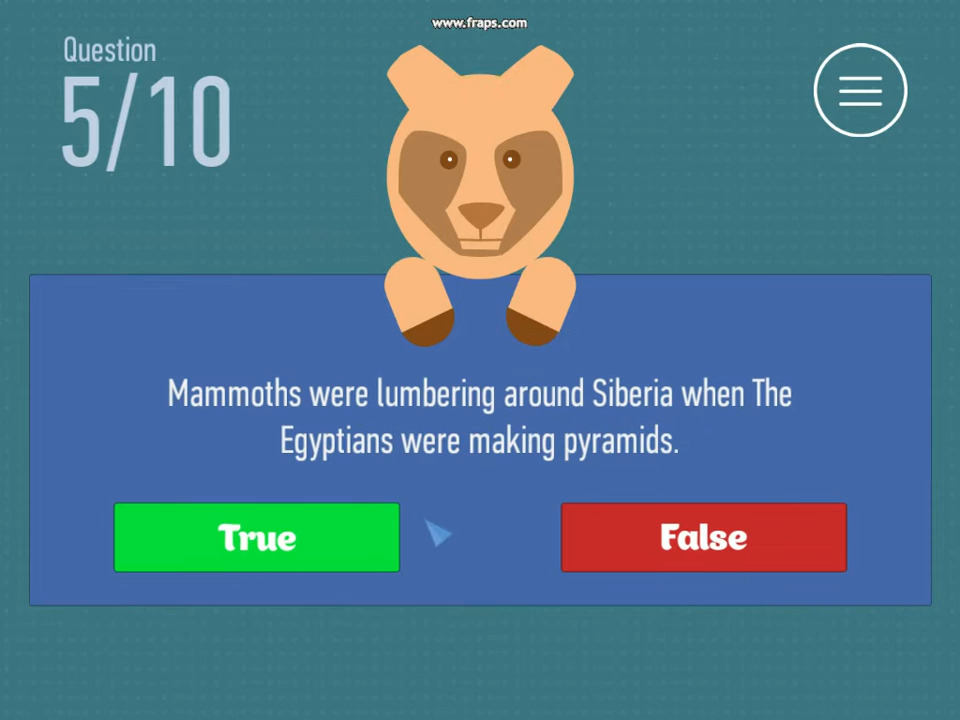 www.fraps.com
Question
5/10
Mammoths were lumbering around Siberia when The
Egyptians were making pyramids.
True
False